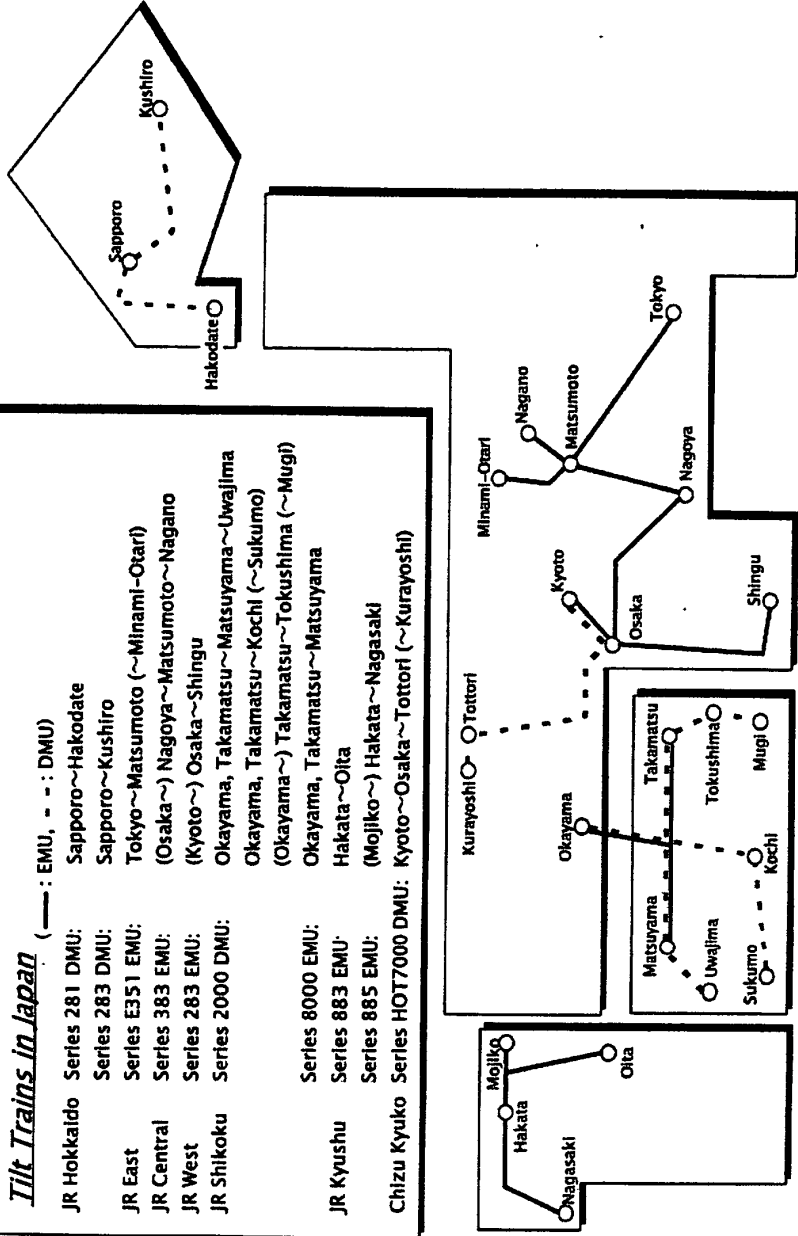 Tilt Trains in Japan
(—: EMU, - -: DMU)
JR Hokkaido Series 281 DMU: Sapporo~Hakodate
Series 283 DMU: Sapporo~Kushiro
JR East Series E351 EMU: Tokyo~Matsumoto (~Minami-Otari)
JR Central Series 383 EMU: (Osaka~) Nagoya~Matsumoto~Nagano
JR West Series 283 EMU: (Kyoto~) Osaka~Shingu
JR Shikoku Series 2000 DMU: Okayama, Takamatsu~Matsuyama~Uwajima
Okayama, Takamatsu~Kochi (~Sukumo)
(Okayama~) Takamatsu~Tokushima (~Mugi)
Series 8000 EMU: Okayama, Takamatsu~Matsuyama
JR Kyushu Series 883 EMU: Hakata~Oita
Series 885 EMU: (Mojiko~) Hakata~Nagasaki
Chizu Kyuko Series HOT7000 DMU: Kyoto~Osaka~Tottori (~Kurayoshi)
Kushiro
Sapporo
Hakodate
Tokyo
Nagano
Matsumoto
Minami-Otari
Nagoya
Kyoto
Osaka
Shingu
Tottori
Kurayoshi
Okayama
Takamatsu
Tokushima
Mugi
Kochi
Matsuyama
Uwajima
Sukumo
Mojiko
Oita
Hakata
Nagasaki